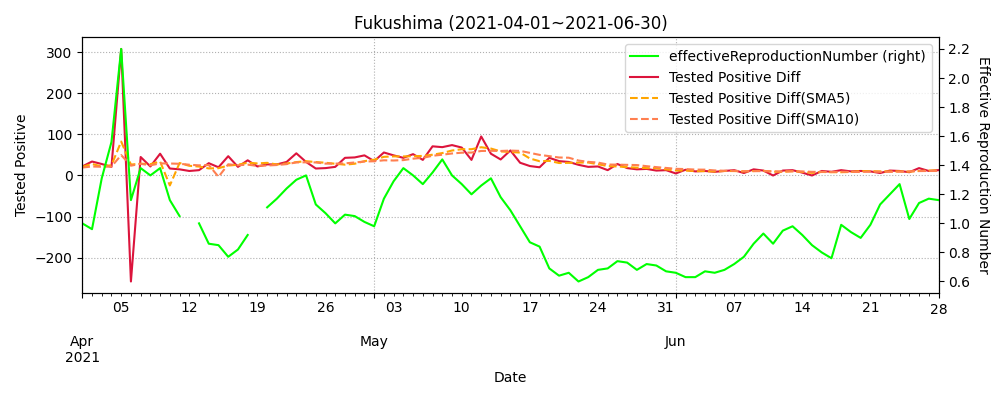 Fukushima (2021-04-01~2021-06-30)
effectiveReproductionNumber (right)
Tested Positive Diff
Tested Positive Diff(SMA5)
Tested Positive Diff(SMA10)
Tested Positive
300
200
100
0
−100
−200
2.2
2.0
1.8
1.6
1.4
1.2
1.0
0.8
0.6
Effective Reproduction Number
05 12 19 26 03 10 17 24 31 07 14 21 28
Apr May Jun
2021
Date